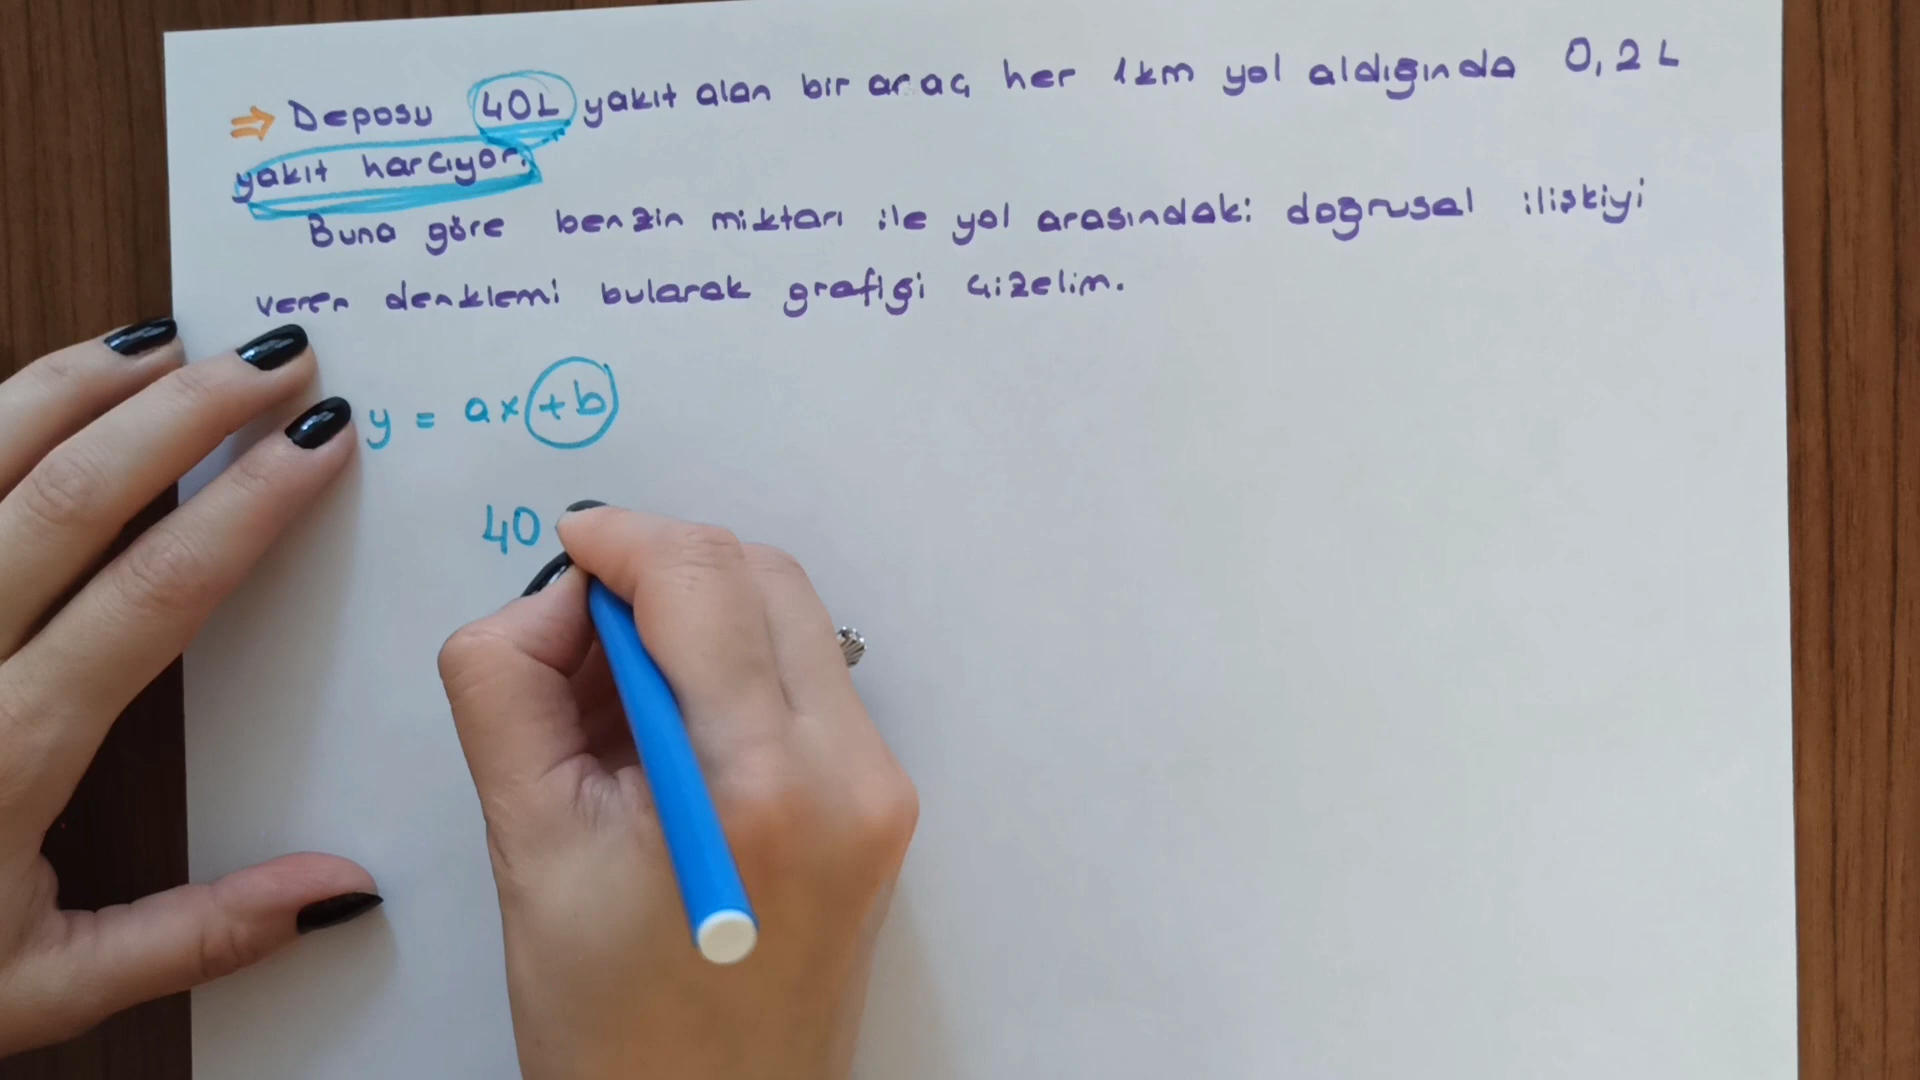 ⇒ Deposu 40L yakıt alan bir araç her 1km yol aldığında 0,2 L
yakıt harcıyor.
Buna göre benzin miktarı ile yol arasındaki doğrusal ilişkiyi
veren denklemi bularak grafiği çizelim.
y = ax + b
40